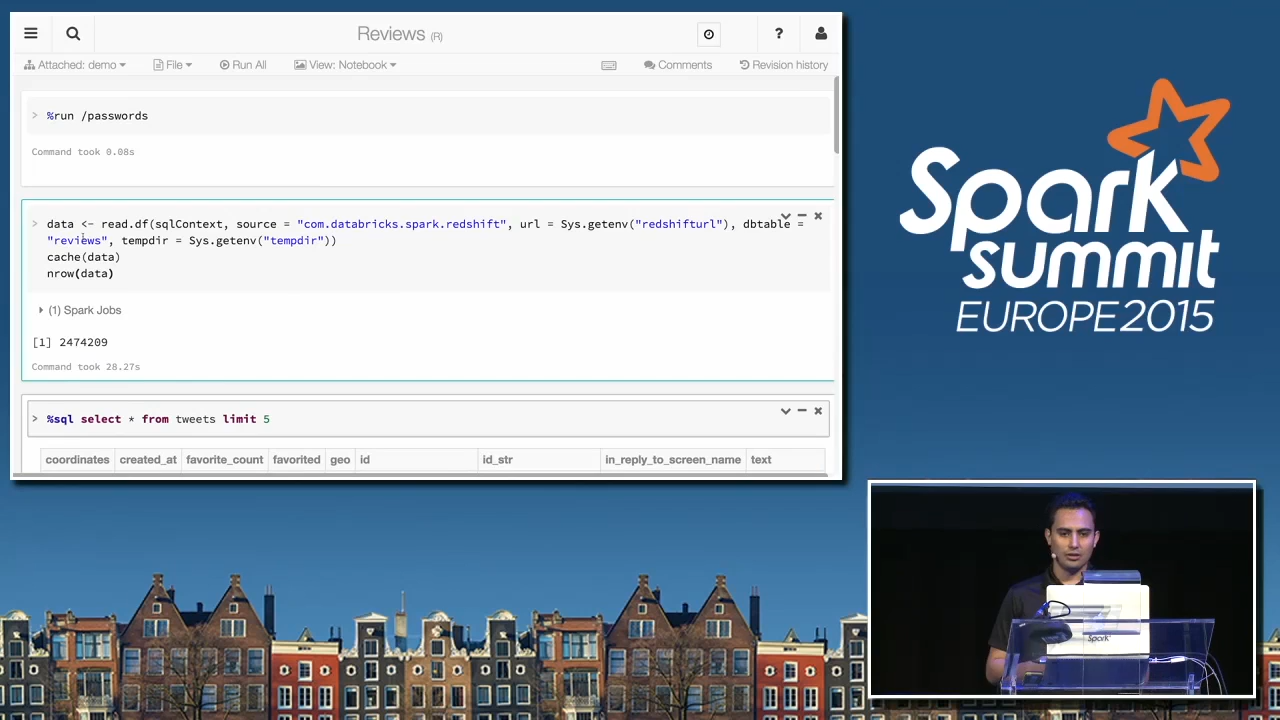 Reviews (R)
?
Attached: demo
File
Run All
View: Notebook
Comments
Revision history
> %run /passwords
Command took 0.08s
> data <- read.df(sqlContext, source = "com.databricks.spark.redshift", url = Sys.getenv("redshifturl"), dbtable =
"reviews", tempdir = Sys.getenv("tempdir"))
cache(data)
nrow(data)
(1) Spark Jobs
[1] 2474209
Command took 28.27s
> %sql select * from tweets limit 5
coordinates created_at favorite_count favorited geo id id_str in_reply_to_screen_name text
Spark
summit
EUROPE 2015
Spark